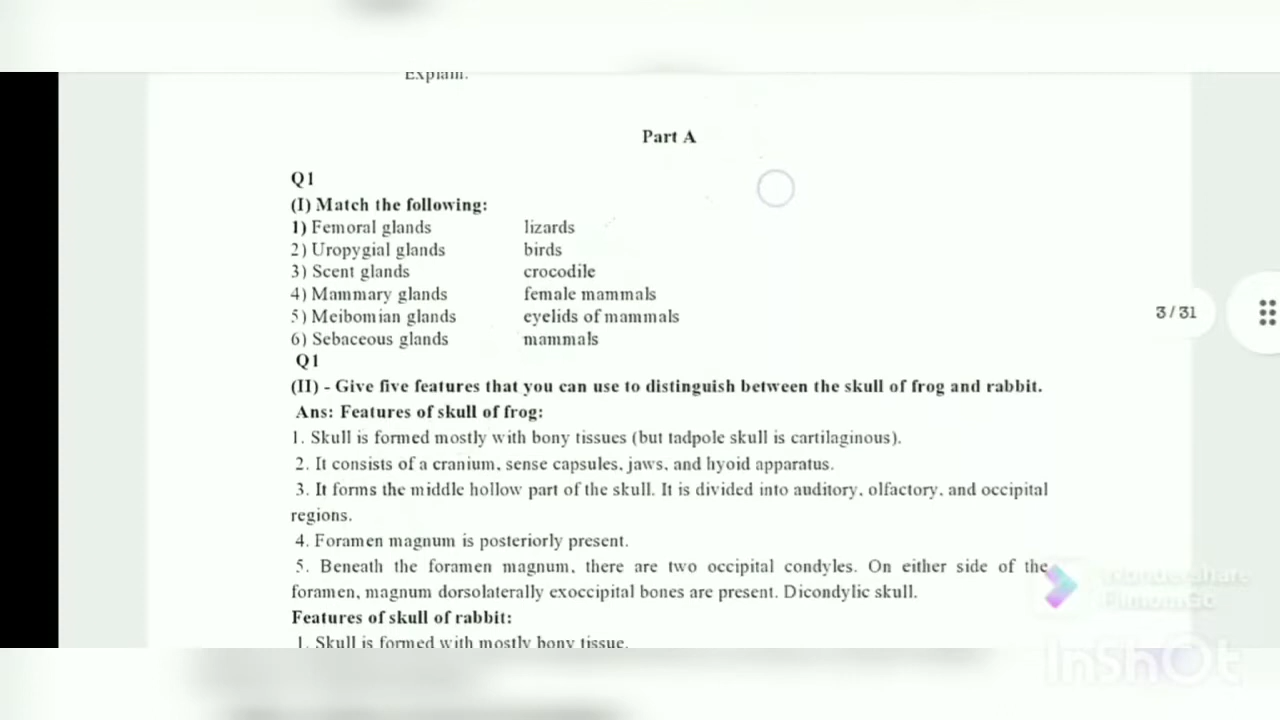 Explain.
Part A
Q1
(I) Match the following:
1) Femoral glands lizards
2) Uropygial glands birds
3) Scent glands crocodile
4) Mammary glands female mammals
5) Meibomian glands eyelids of mammals
6) Sebaceous glands mammals
Q1
(II) - Give five features that you can use to distinguish between the skull of frog and rabbit.
Ans: Features of skull of frog:
1. Skull is formed mostly with bony tissues (but tadpole skull is cartilaginous).
2. It consists of a cranium, sense capsules, jaws, and hyoid apparatus.
3. It forms the middle hollow part of the skull. It is divided into auditory, olfactory, and occipital
regions.
4. Foramen magnum is posteriorly present.
5. Beneath the foramen magnum, there are two occipital condyles. On either side of the
foramen, magnum dorsolaterally exoccipital bones are present. Dicondylic skull.
Features of skull of rabbit:
1. Skull is formed with mostly bony tissue.
3 / 31
Wondershare
FilmoraGo
InShOt